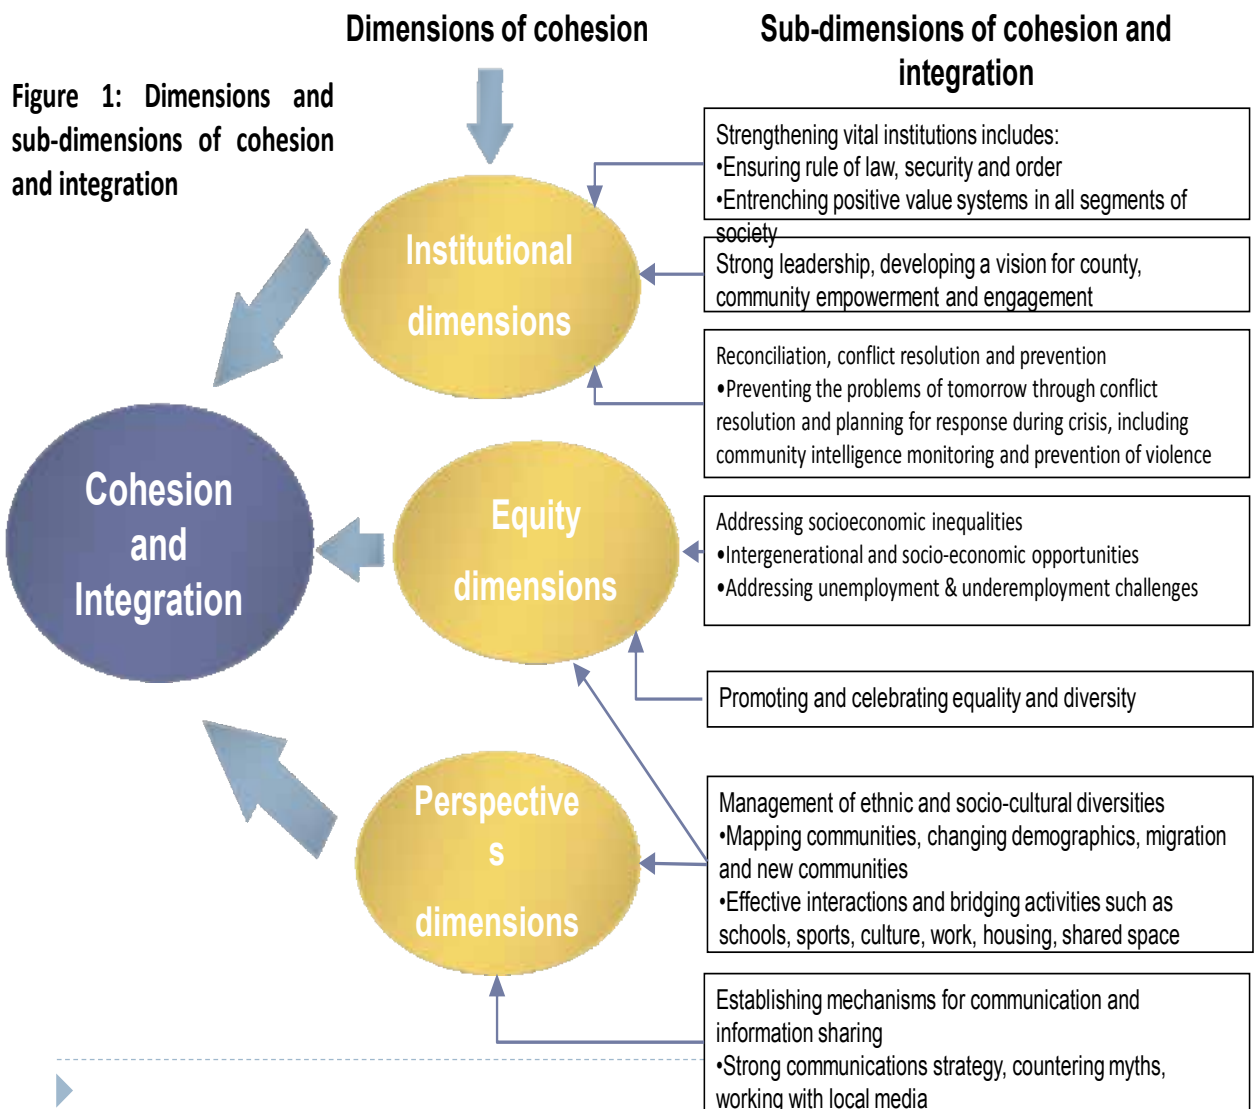 Dimensions of cohesion
Sub-dimensions of cohesion and
integration
Figure 1: Dimensions and
sub-dimensions of cohesion
and integration
Institutional
dimensions
Cohesion
and
Integration
Equity
dimensions
Perspective
s
dimensions
Strengthening vital institutions includes:
•Ensuring rule of law, security and order
•Entrenching positive value systems in all segments of
society
Strong leadership, developing a vision for county,
community empowerment and engagement
Reconciliation, conflict resolution and prevention
•Preventing the problems of tomorrow through conflict
resolution and planning for response during crisis, including
community intelligence monitoring and prevention of violence
Addressing socioeconomic inequalities
•Intergenerational and socio-economic opportunities
•Addressing unemployment & underemployment challenges
Promoting and celebrating equality and diversity
Management of ethnic and socio-cultural diversities
•Mapping communities, changing demographics, migration
and new communities
•Effective interactions and bridging activities such as
schools, sports, culture, work, housing, shared space
Establishing mechanisms for communication and
information sharing
•Strong communications strategy, countering myths,
working with local media